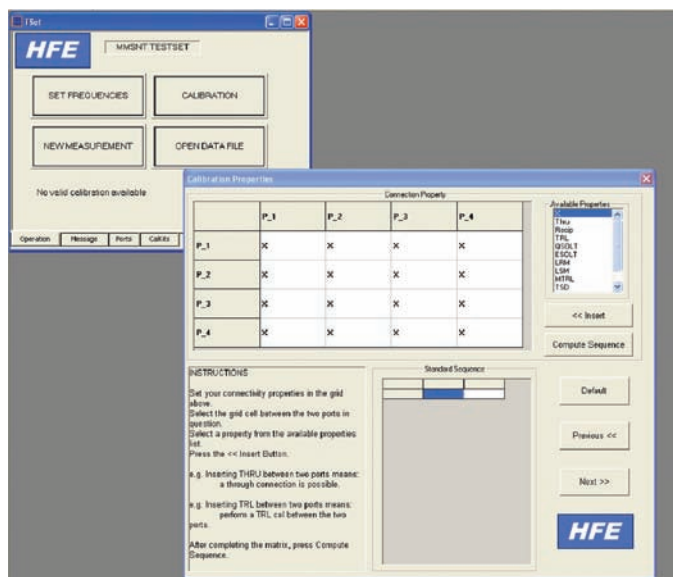 TSet
HFE
MMSNT TESTSET
SET FREQUENCIES
CALIBRATION
NEW MEASUREMENT
OPEN DATA FILE
No valid calibration available
Operation Message Ports CalKits
Calibration Properties
Connection Property
P_1 P_2 P_3 P_4
P_1 X X X X
P_2 X X X X
P_3 X X X X
P_4 X X X X
Available Properties
X
Thru
Recip
TRL
QSOLT
ESOLT
LRM
LSM
MTRL
TSD
<< Insert
Compute Sequence
INSTRUCTIONS
Set your connectivity properties in the grid
above.
Select the grid cell between the two ports in
question.
Select a property from the available properties
list.
Press the << Insert Button.
e.g. Inserting THRU between two ports means:
a through connection is possible.
e.g. Inserting TRL between two ports means:
perform a TRL cal between the two
ports.
After completing the matrix, press 'Compute
Sequence.
Standard Sequence
Default
Previous <<
Next >>
HFE